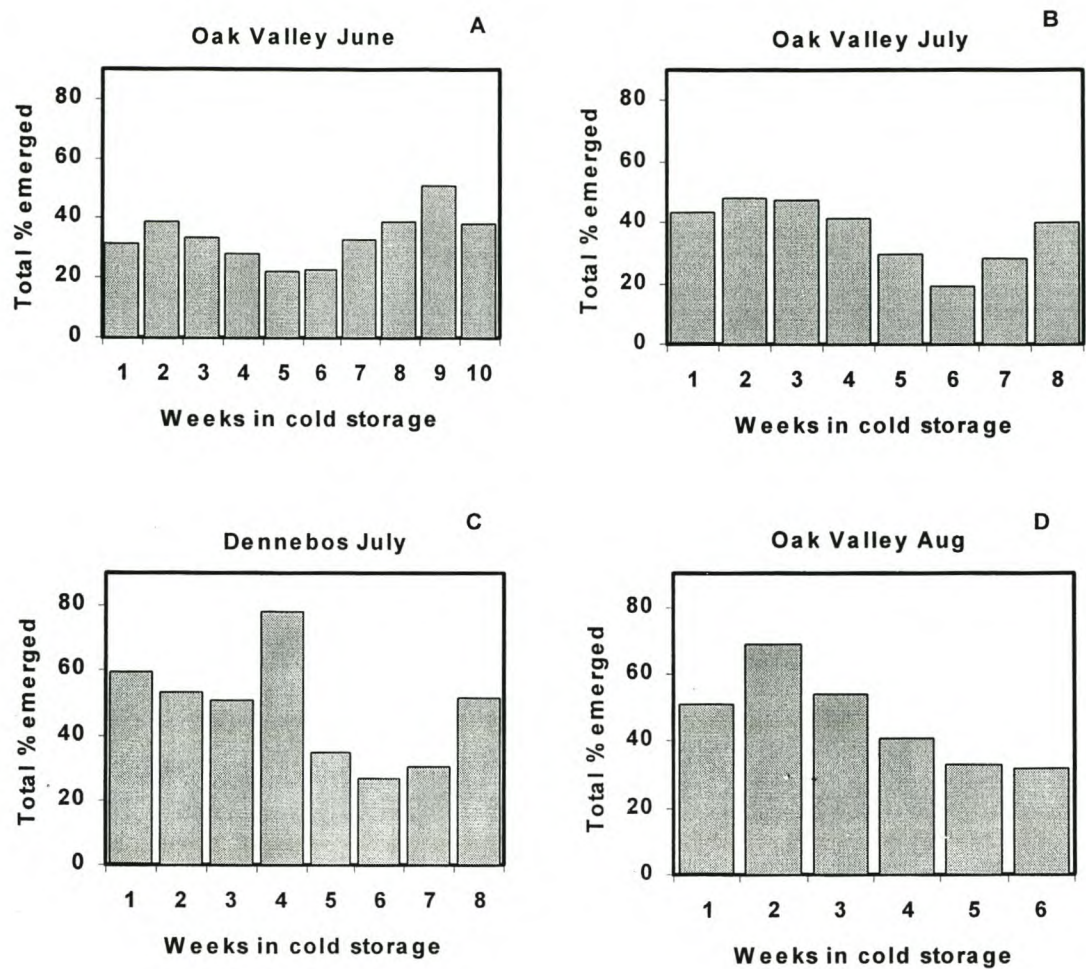 A
Oak Valley June
Total % emerged
80
60
40
20
0
1 2 3 4 5 6 7 8 9 10
Weeks in cold storage
B
Oak Valley July
Total % emerged
80
60
40
20
0
1 2 3 4 5 6 7 8
Weeks in cold storage
C
Dennebos July
Total % emerged
80
60
40
20
0
1 2 3 4 5 6 7 8
Weeks in cold storage
D
Oak Valley Aug
Total % emerged
80
60
40
20
0
1 2 3 4 5 6
Weeks in cold storage